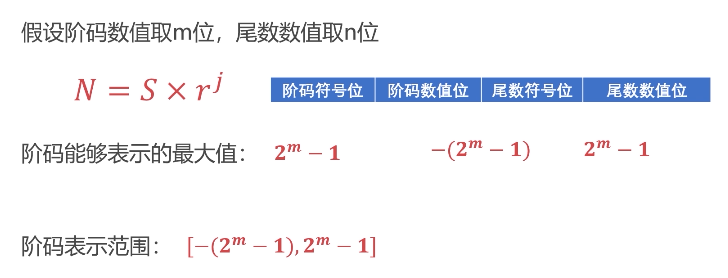 假设阶码数值取m位，尾数数值取n位
N = S × r^j
阶码符号位 阶码数值位 尾数符号位 尾数数值位
阶码能够表示的最大值： 2^m − 1 −(2^m − 1) 2^m − 1
阶码表示范围： [−(2^m − 1), 2^m − 1]